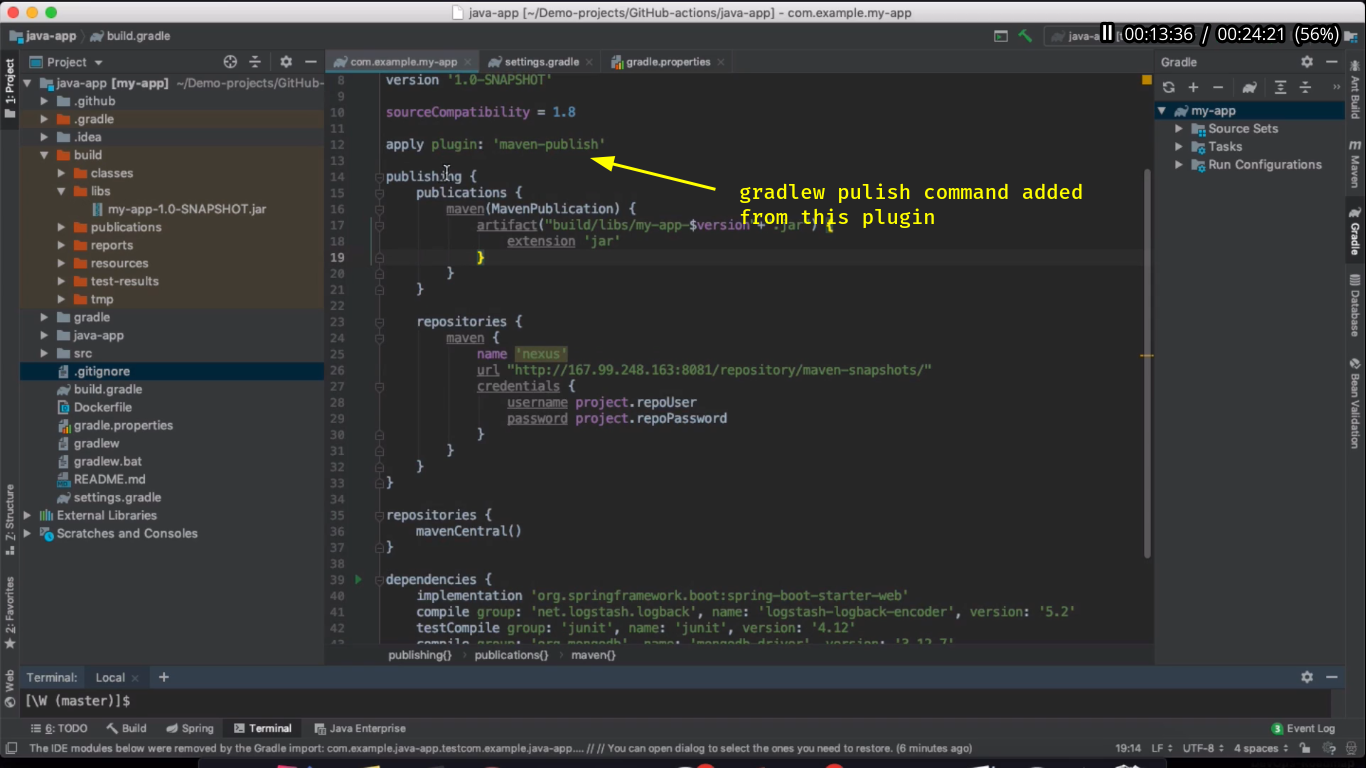 java-app [~/Demo-projects/GitHub-actions/java-app] - com.example.my-app
java-app
build.gradle
java-a
00:13:36 / 00:24:21 (56%)
Project
com.example.my-app
settings.gradle
gradle.properties
Gradle
1: Project
java-app [my-app] ~/Demo-projects/GitHub-
.github
.gradle
.idea
build
classes
libs
my-app-1.0-SNAPSHOT.jar
publications
reports
resources
test-results
tmp
gradle
java-app
src
.gitignore
build.gradle
Dockerfile
gradle.properties
gradlew
gradlew.bat
README.md
settings.gradle
External Libraries
Scratches and Consoles
Z: Structure
2: Favorites
Web
8 version '1.0-SNAPSHOT'
9
10 sourceCompatibility = 1.8
11
12 apply plugin: 'maven-publish'
13
14 publishing {
15 publications {
16 maven(MavenPublication) {
17 artifact("build/libs/my-app-$version" + ".jar") {
18 extension 'jar'
19 }
20 }
21 }
22
23 repositories {
24 maven {
25 name 'nexus'
26 url "http://167.99.248.163:8081/repository/maven-snapshots/"
27 credentials {
28 username project.repoUser
29 password project.repoPassword
30 }
31 }
32 }
33 }
34
35 repositories {
36 mavenCentral()
37 }
38
39 dependencies {
40 implementation 'org.springframework.boot:spring-boot-starter-web'
41 compile group: 'net.logstash.logback', name: 'logstash-logback-encoder', version: '5.2'
42 testCompile group: 'junit', name: 'junit', version: '4.12'
gradlew pulish command added
from this plugin
publishing{}
publications{}
maven{}
my-app
Source Sets
Tasks
Run Configurations
Ant Build
Maven
Gradle
Database
Bean Validation
Terminal:
Local
[\W (master)]$
6: TODO
Build
Spring
Terminal
Java Enterprise
3 Event Log
The IDE modules below were removed by the Gradle import: com.example.java-app.testcom.example.java-app.... // // You can open dialog to select the ones you need to restore. (6 minutes ago)
19:14
LF
UTF-8
4 spaces